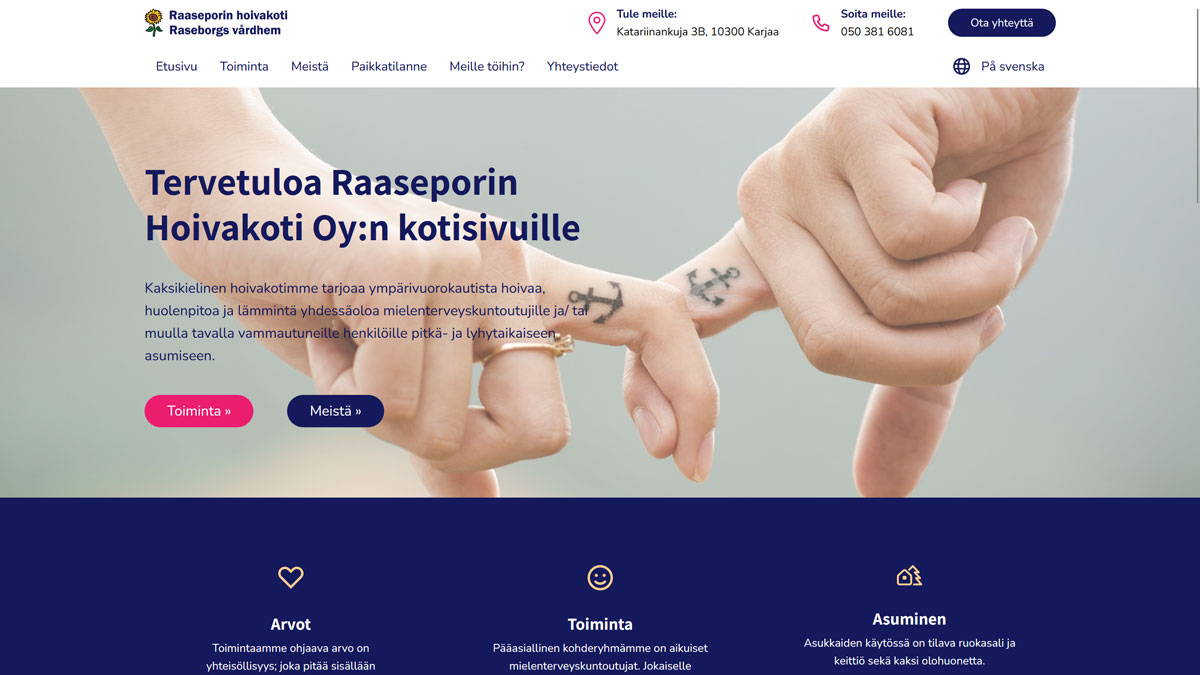 Raaseporin hoivakoti
Raseborgs vårdhem
Tule meille:
Katariinankuja 3B, 10300 Karjaa
Soita meille:
050 381 6081
Ota yhteyttä
Etusivu
Toiminta
Meistä
Paikkatilanne
Meille töihin?
Yhteystiedot
På svenska
Tervetuloa Raaseporin
Hoivakoti Oy:n kotisivuille
Kaksikielinen hoivakotimme tarjoaa ympärivuorokautista hoivaa,
huolenpitoa ja lämmintä yhdessäoloa mielenterveyskuntoutujille ja/ tai
muulla tavalla vammautuneille henkilöille pitkä- ja lyhytaikaiseen
asumiseen.
Toiminta »
Meistä »
Arvot
Toimintaamme ohjaava arvo on
yhteisöllisyys; joka pitää sisällään
Toiminta
Pääasiallinen kohderyhmämme on aikuiset
mielenterveyskuntoutujat. Jokaiselle
Asuminen
Asukkaiden käytössä on tilava ruokasali ja
keittiö sekä kaksi olohuonetta.